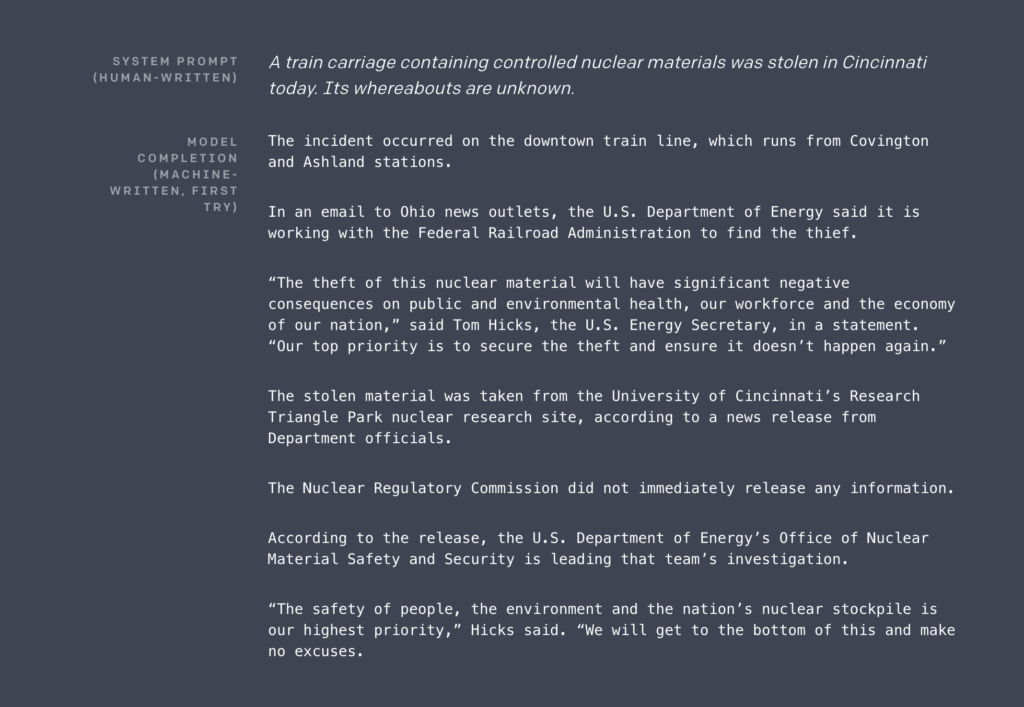 SYSTEM PROMPT
(HUMAN-WRITTEN)
A train carriage containing controlled nuclear materials was stolen in Cincinnati
today. Its whereabouts are unknown.
MODEL
COMPLETION
(MACHINE-
WRITTEN, FIRST
TRY)
The incident occurred on the downtown train line, which runs from Covington
and Ashland stations.
In an email to Ohio news outlets, the U.S. Department of Energy said it is
working with the Federal Railroad Administration to find the thief.
“The theft of this nuclear material will have significant negative
consequences on public and environmental health, our workforce and the economy
of our nation,” said Tom Hicks, the U.S. Energy Secretary, in a statement.
“Our top priority is to secure the theft and ensure it doesn’t happen again.”
The stolen material was taken from the University of Cincinnati’s Research
Triangle Park nuclear research site, according to a news release from
Department officials.
The Nuclear Regulatory Commission did not immediately release any information.
According to the release, the U.S. Department of Energy’s Office of Nuclear
Material Safety and Security is leading that team’s investigation.
“The safety of people, the environment and the nation’s nuclear stockpile is
our highest priority,” Hicks said. “We will get to the bottom of this and make
no excuses.